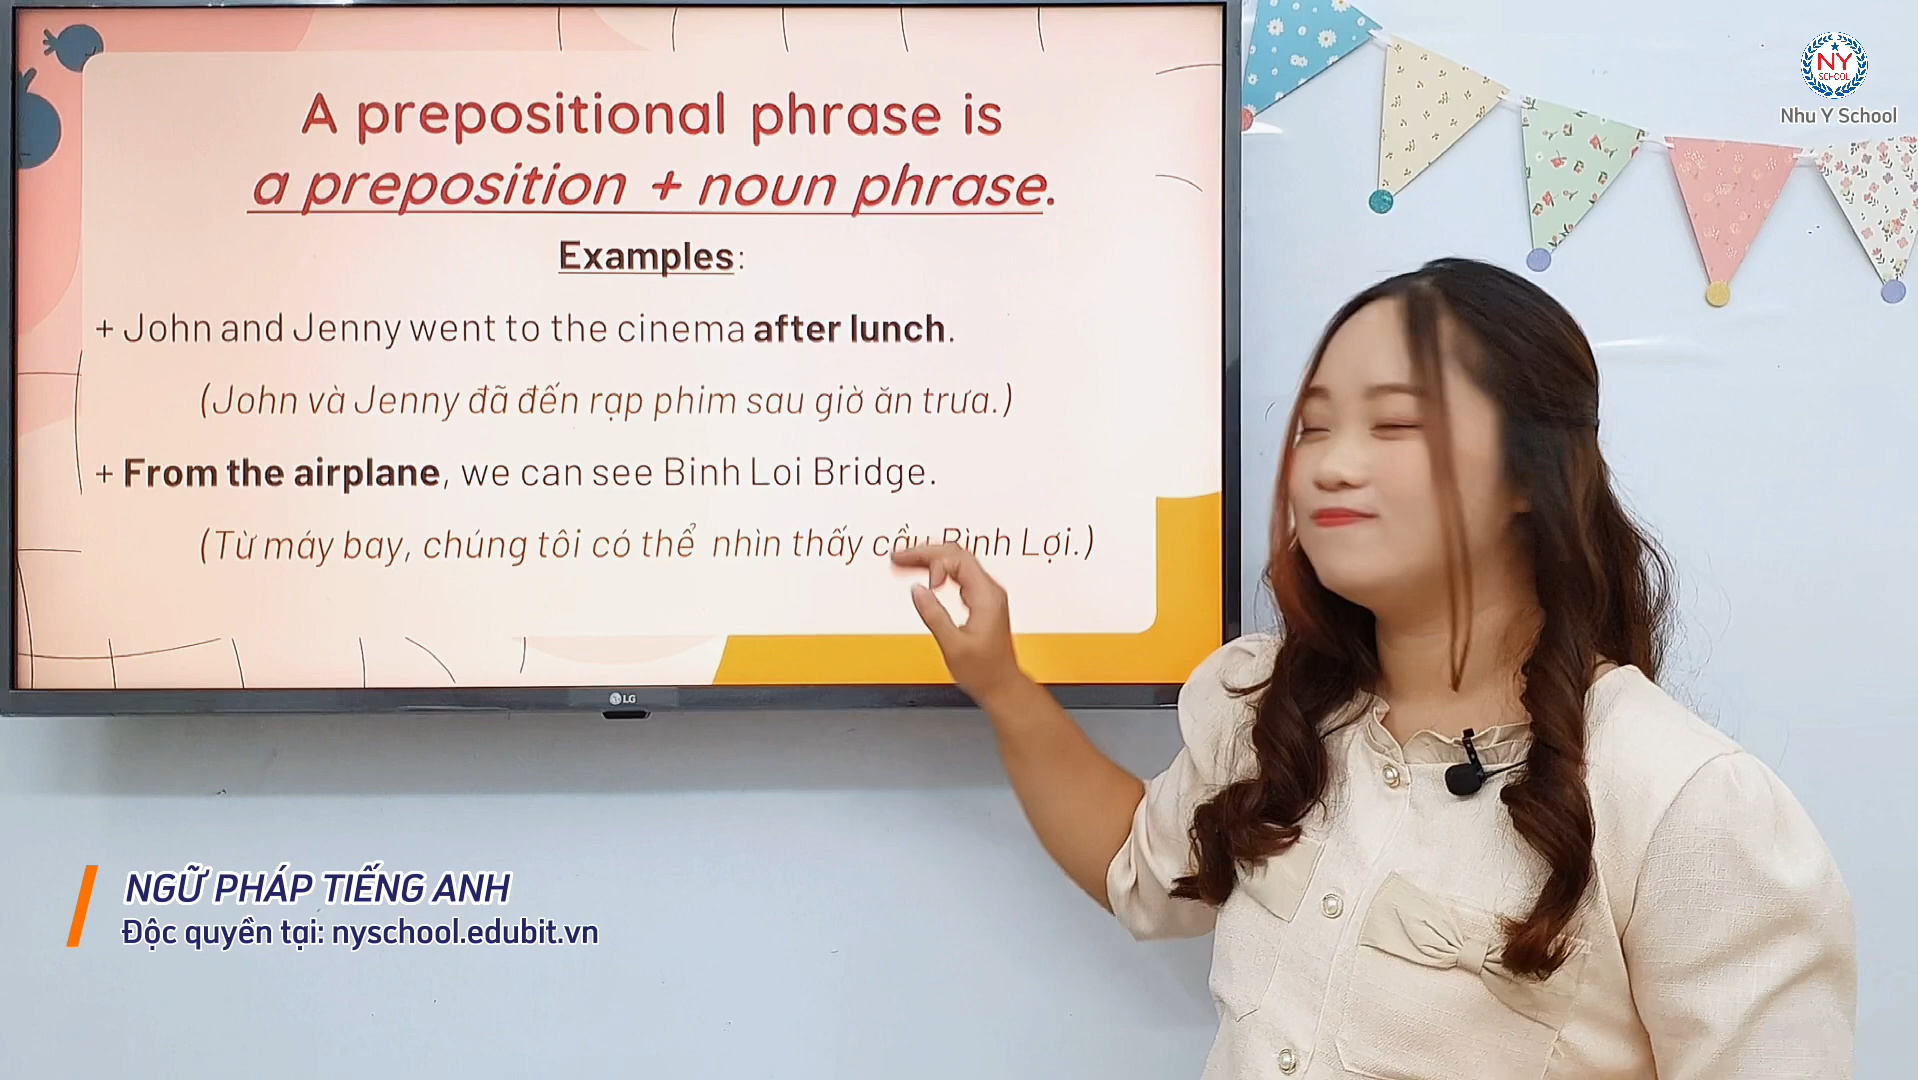 A prepositional phrase is
a preposition + noun phrase.
Examples:
+ John and Jenny went to the cinema after lunch.
(John và Jenny đã đến rạp phim sau giờ ăn trưa.)
+ From the airplane, we can see Binh Loi Bridge.
(Từ máy bay, chúng tôi có thể nhìn thấy cầu Bình Lợi.)
LG
NY
SCHOOL
Nhu Y School
NGỮ PHÁP TIẾNG ANH
Độc quyền tại: nyschool.edubit.vn